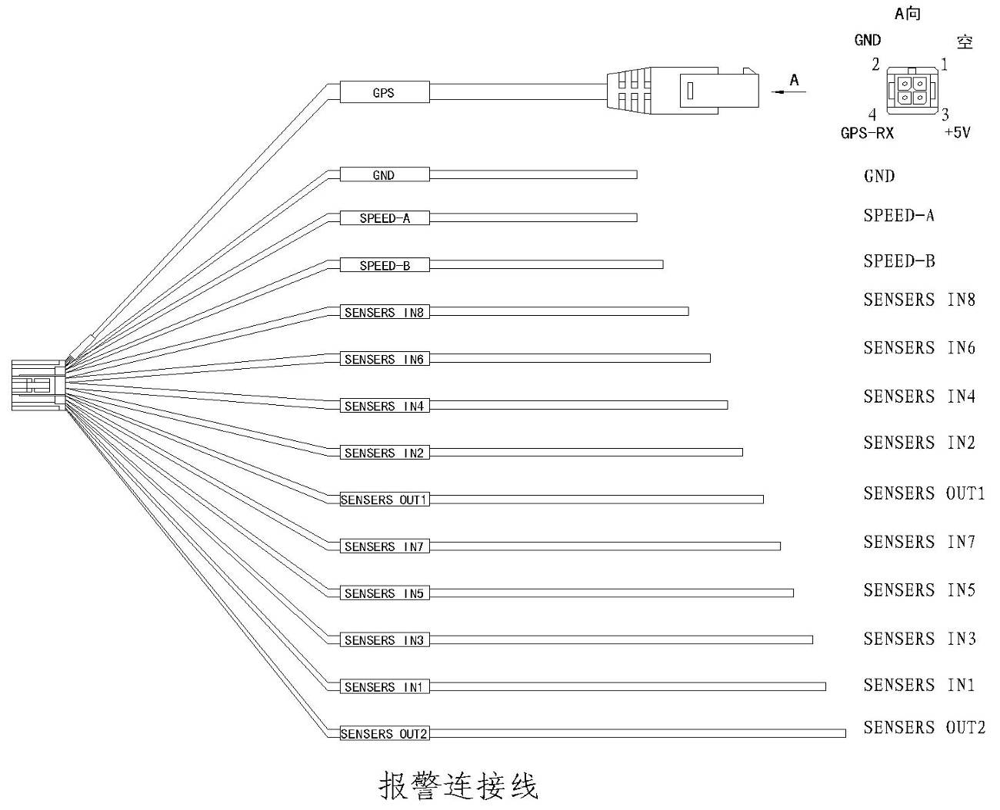 A向
GND 空
2 1
GPS A
4 3
GPS-RX +5V
GND GND
SPEED-A SPEED-A
SPEED-B SPEED-B
SENSERS IN8 SENSERS IN8
SENSERS IN6 SENSERS IN6
SENSERS IN4 SENSERS IN4
SENSERS IN2 SENSERS IN2
SENSERS OUT1 SENSERS OUT1
SENSERS IN7 SENSERS IN7
SENSERS IN5 SENSERS IN5
SENSERS IN3 SENSERS IN3
SENSERS IN1 SENSERS IN1
SENSERS OUT2 SENSERS OUT2
报警连接线